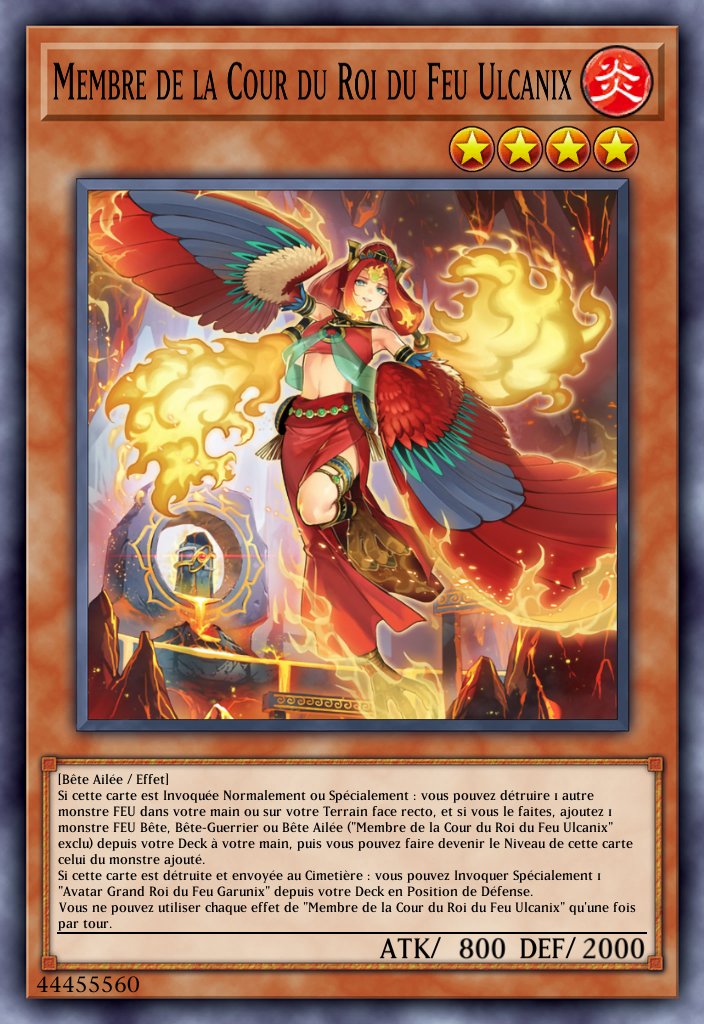 Membre de la Cour du Roi du Feu Ulcanix
炎
[Bête Ailée / Effet]
Si cette carte est Invoquée Normalement ou Spécialement : vous pouvez détruire 1 autre
monstre FEU dans votre main ou sur votre Terrain face recto, et si vous le faites, ajoutez 1
monstre FEU Bête, Bête-Guerrier ou Bête Ailée ("Membre de la Cour du Roi du Feu Ulcanix"
exclu) depuis votre Deck à votre main, puis vous pouvez faire devenir le Niveau de cette carte
celui du monstre ajouté.
Si cette carte est détruite et envoyée au Cimetière : vous pouvez Invoquer Spécialement 1
"Avatar Grand Roi du Feu Garunix" depuis votre Deck en Position de Défense.
Vous ne pouvez utiliser chaque effet de "Membre de la Cour du Roi du Feu Ulcanix" qu'une fois
par tour.
ATK/ 800 DEF/ 2000
44455560